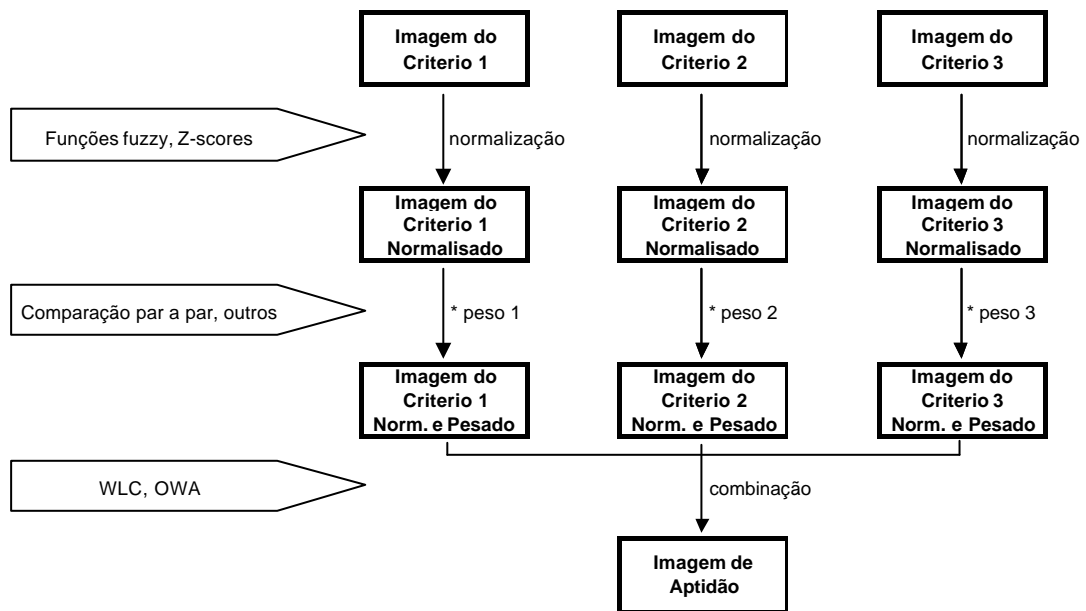 Imagem do
Criterio 1
Imagem do
Criterio 2
Imagem do
Criterio 3
Funções fuzzy, Z-scores
normalização
normalização
normalização
Imagem do
Criterio 1
Normalisado
Imagem do
Criterio 2
Normalisado
Imagem do
Criterio 3
Normalisado
Comparação par a par, outros
* peso 1
* peso 2
* peso 3
Imagem do
Criterio 1
Norm. e Pesado
Imagem do
Criterio 2
Norm. e Pesado
Imagem do
Criterio 3
Norm. e Pesado
WLC, OWA
combinação
Imagem de
Aptidão